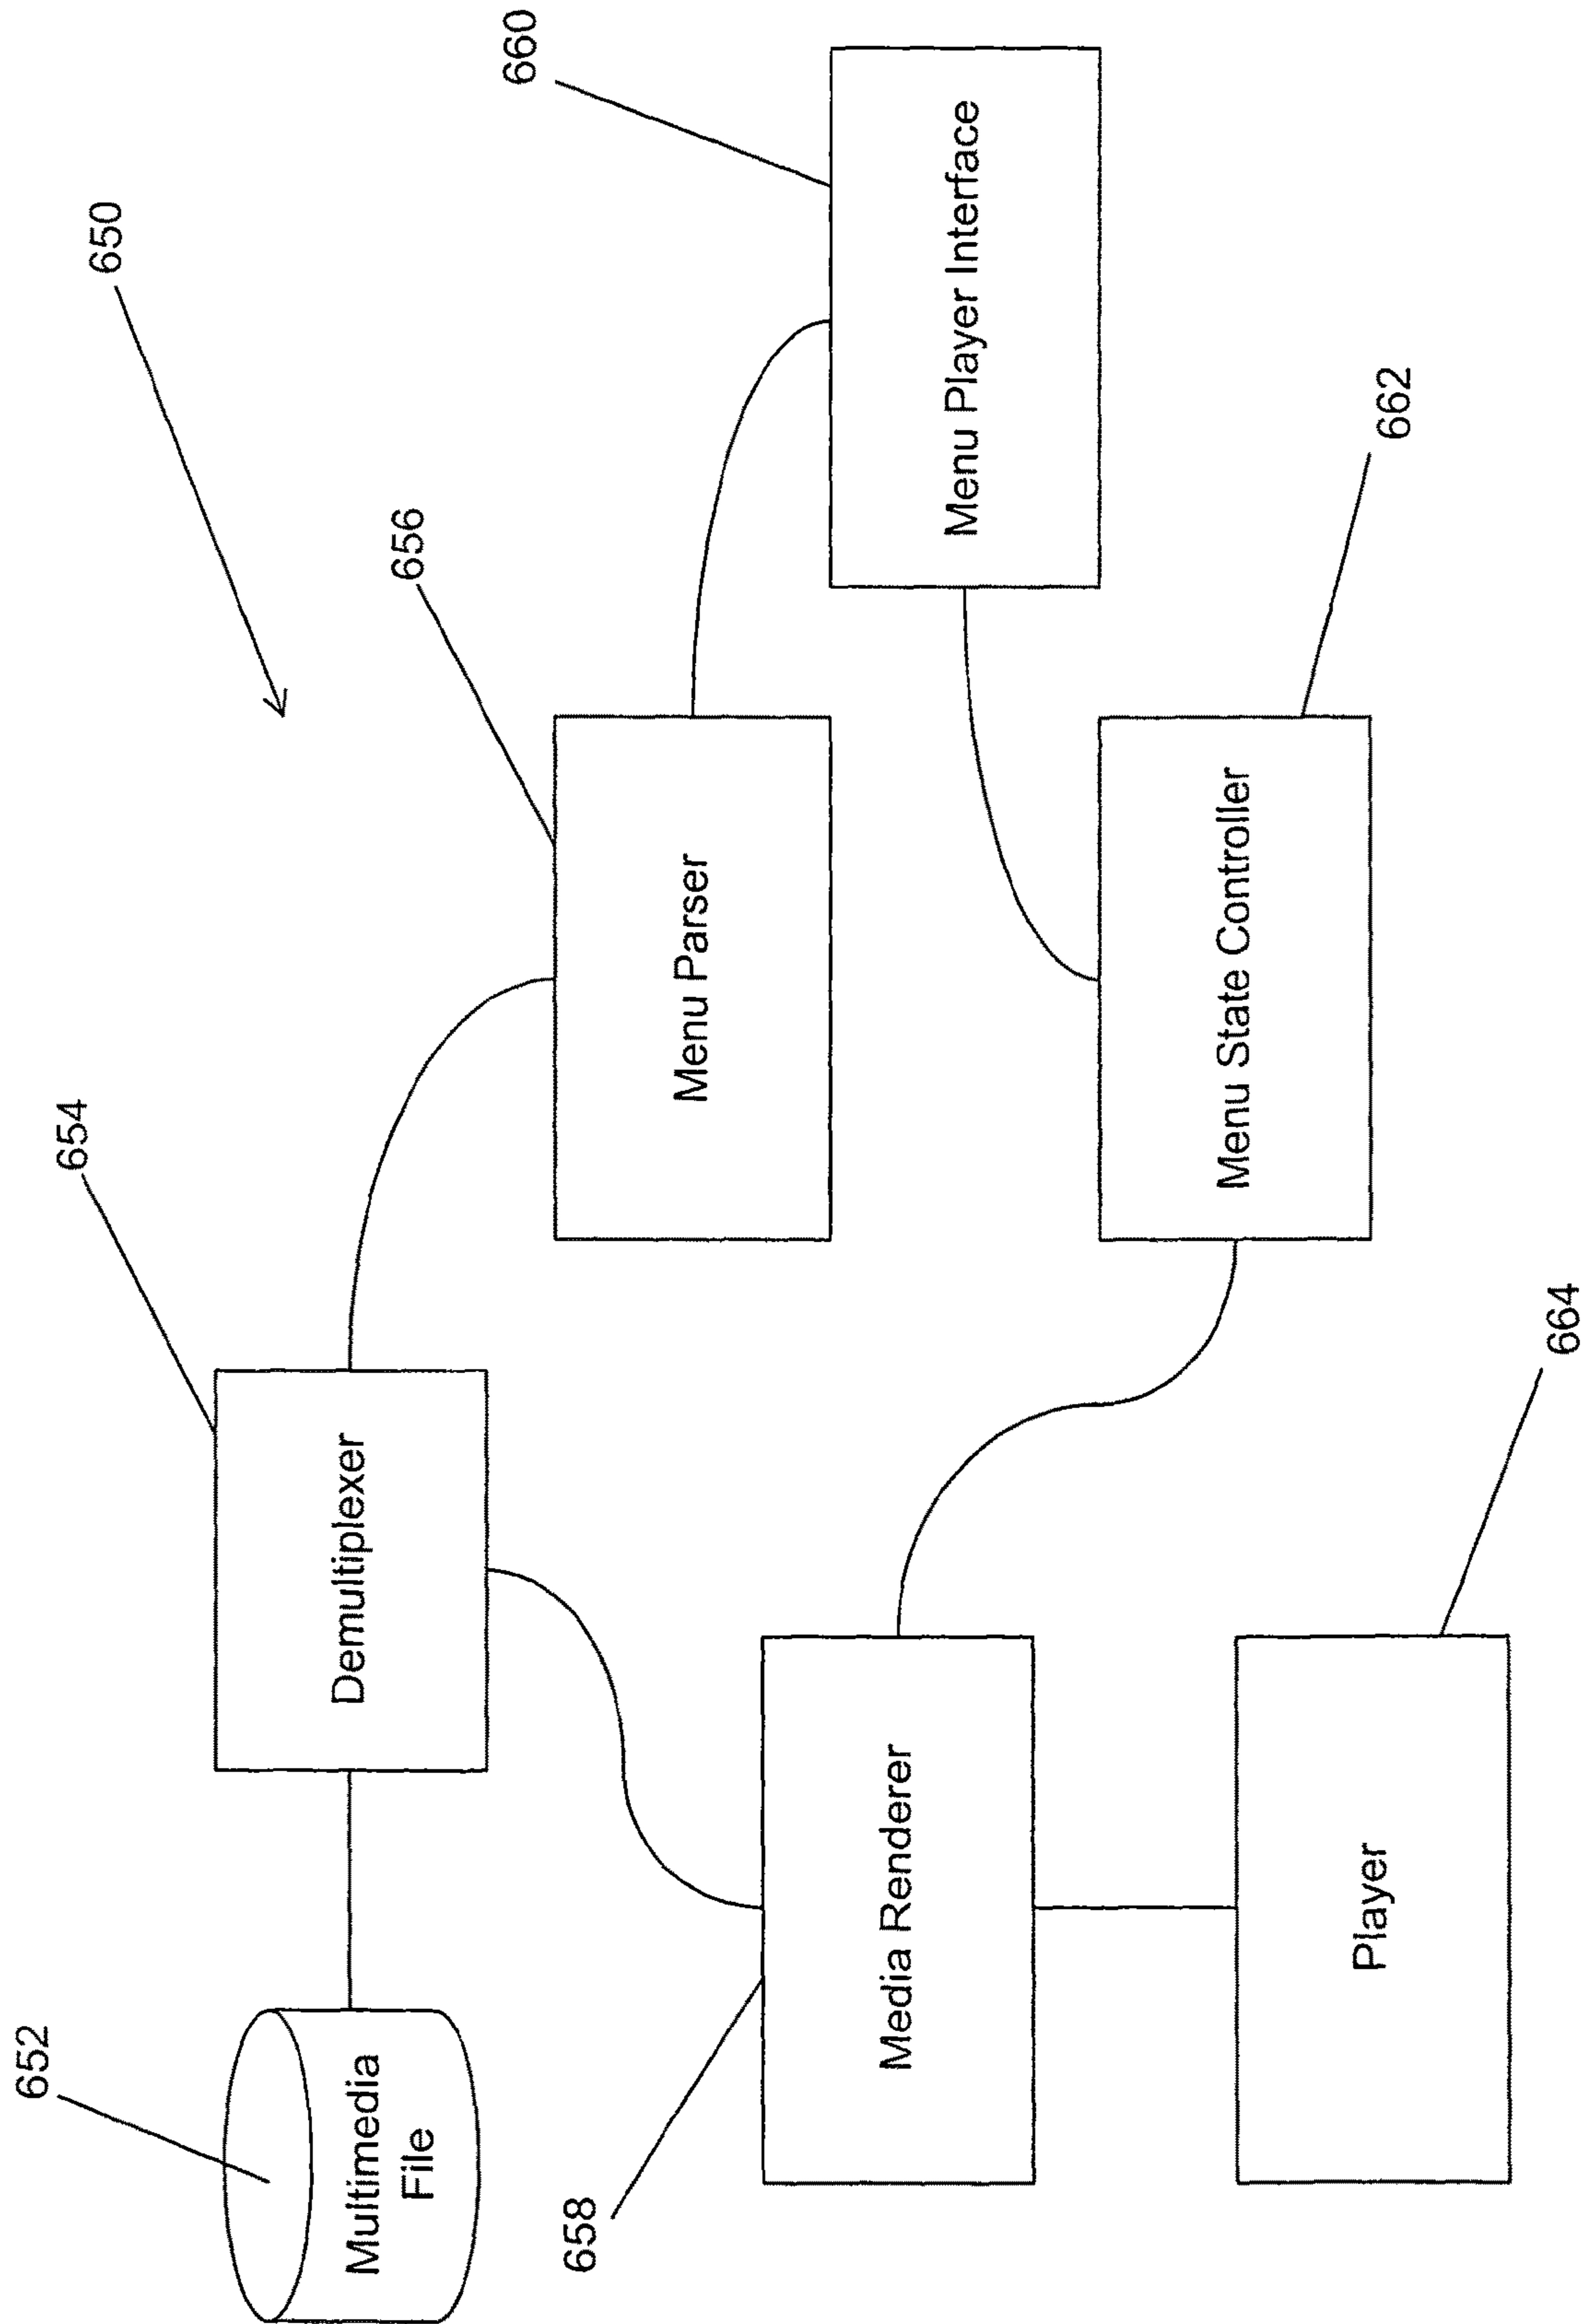 650
652
Multimedia
File
654
Demultiplexer
656
Menu Parser
658
Media Renderer
660
Menu Player Interface
662
Menu State Controller
664
Player